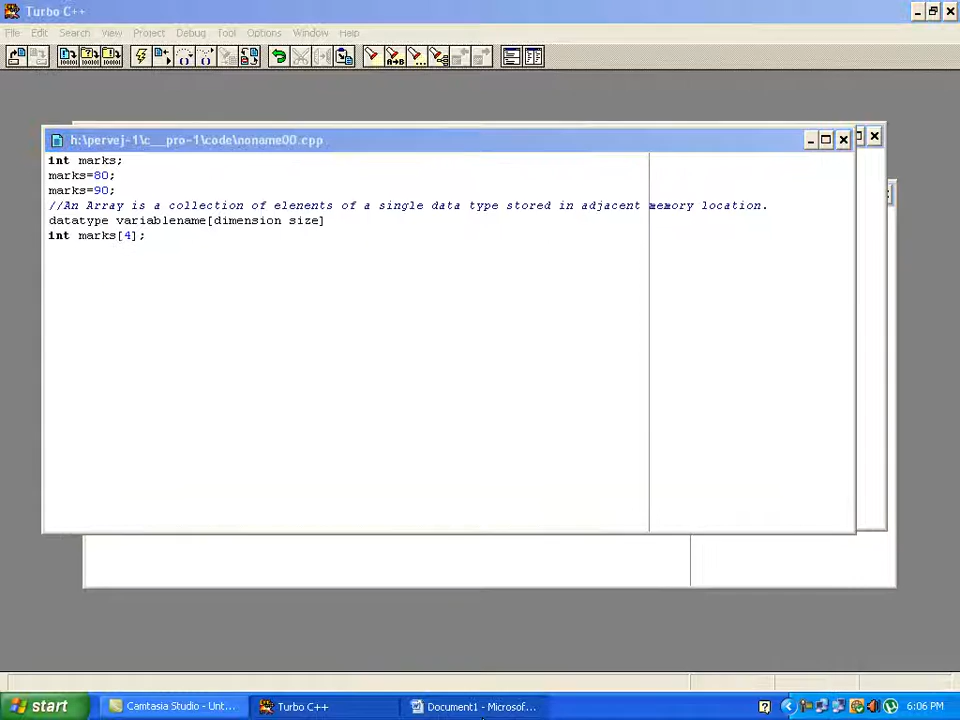 Turbo C++
File Edit Search View Project Debug Tool Options Window Help
h:\pervej-1\c__pro-1\code\noname00.cpp
int marks;
marks=80;
marks=90;
//An Array is a collection of elenents of a single data type stored in adjacent memory location.
datatype variablename[dimension size]
int marks[4];
start Camtasia Studio - Unt... Turbo C++ Document1 - Microsof... 6:06 PM